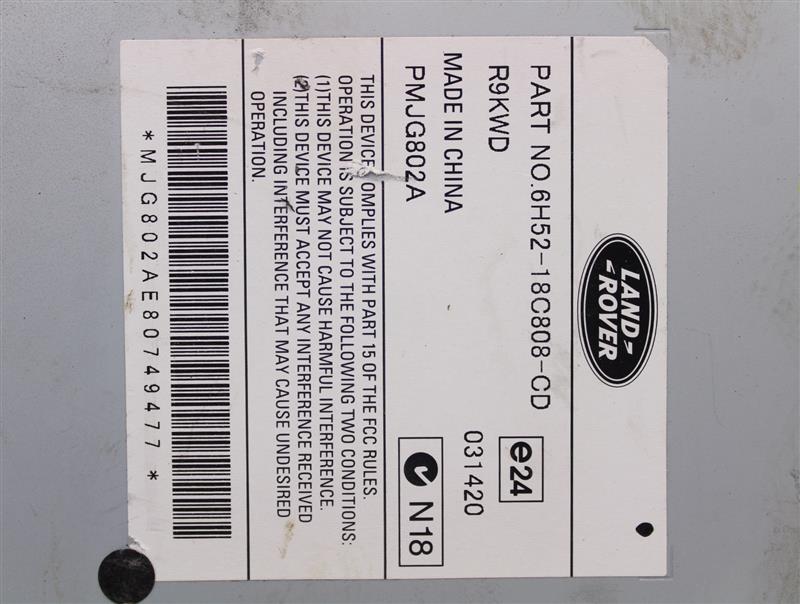 LAND
ROVER
PART NO.6H52-18C808-CD
R9KWD
e24
031420
MADE IN CHINA
PMJG802A
N18
THIS DEVICE COMPLIES WITH PART 15 OF THE FCC RULES.
OPERATION IS SUBJECT TO THE FOLLOWING TWO CONDITIONS:
(1)THIS DEVICE MAY NOT CAUSE HARMFUL INTERFERENCE.
(2)THIS DEVICE MUST ACCEPT ANY INTERFERENCE RECEIVED
INCLUDING INTERFERENCE THAT MAY CAUSE UNDESIRED
OPERATION.
*MJG802AE80749477*